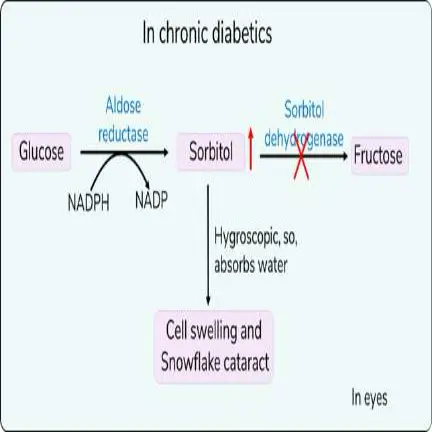 In chronic diabetics
Aldose
reductase
Sorbitol
dehydrogenase
Glucose
Sorbitol
Fructose
NADPH
NADP
Hygroscopic, so,
absorbs water
Cell swelling and
Snowflake cataract
In eyes